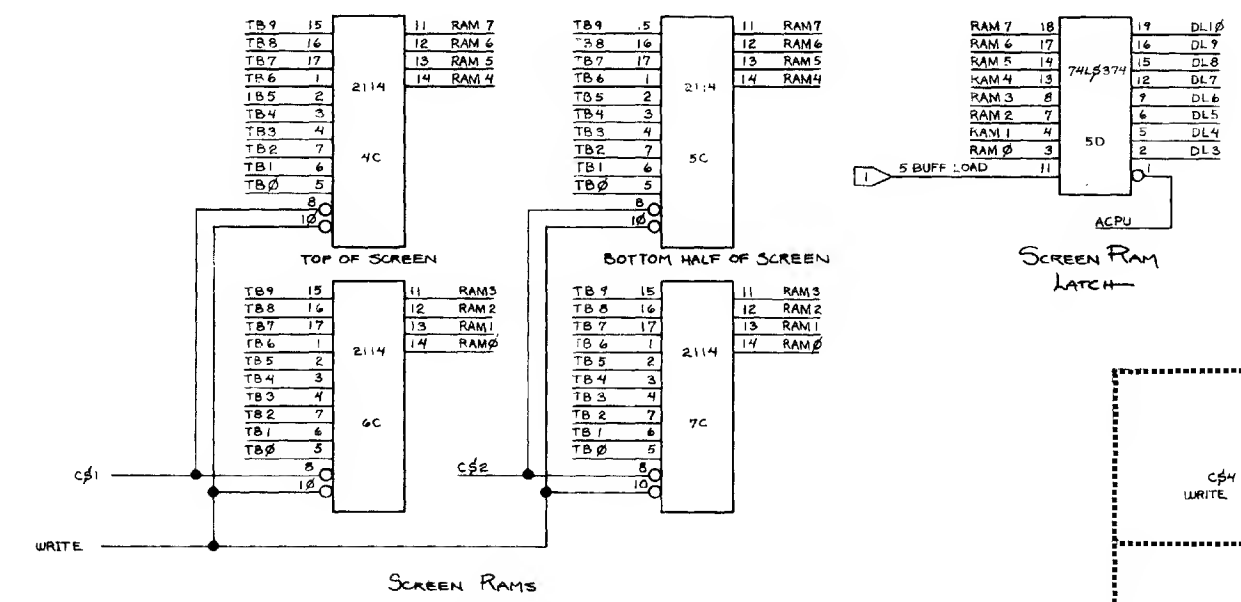 TB9 15 11 RAM 7
TB8 16 12 RAM 6
TB7 17 13 RAM 5
TB6 1 14 RAM 4
TB5 2
TB4 3
TB3 4
TB2 7
TB1 6
TBØ 5
8
1Ø
2114
4C
TOP OF SCREEN
TB9 .5 11 RAM7
TB8 16 12 RAM6
TB7 17 13 RAM5
TB6 1 14 RAM4
TB5 2
TB4 3
TB3 4
TB2 7
TB1 6
TBØ 5
8
1Ø
2114
5C
BOTTOM HALF OF SCREEN
RAM 7 18 19 DL1Ø
RAM 6 17 16 DL9
RAM 5 14 15 DL8
RAM 4 13 12 DL7
RAM 3 8 9 DL6
RAM 2 7 6 DL5
RAM 1 4 5 DL4
RAM Ø 3 2 DL3
11 1
74LS374
5D
1 5 BUFF LOAD
ACPU
SCREEN RAM
LATCH
TB9 15 11 RAM3
TB8 16 12 RAM2
TB7 17 13 RAM1
TB6 1 14 RAMØ
TB5 2
TB4 3
TB3 4
TB2 7
TB1 6
TBØ 5
8
1Ø
2114
6C
TB9 15 11 RAM3
TB8 16 12 RAM2
TB7 17 13 RAM1
TB6 1 14 RAMØ
TB5 2
TB4 3
TB3 4
TB2 7
TB1 6
TBØ 5
8
10
2114
7C
CS1
CS2
WRITE
CS4
WRITE
SCREEN RAMS